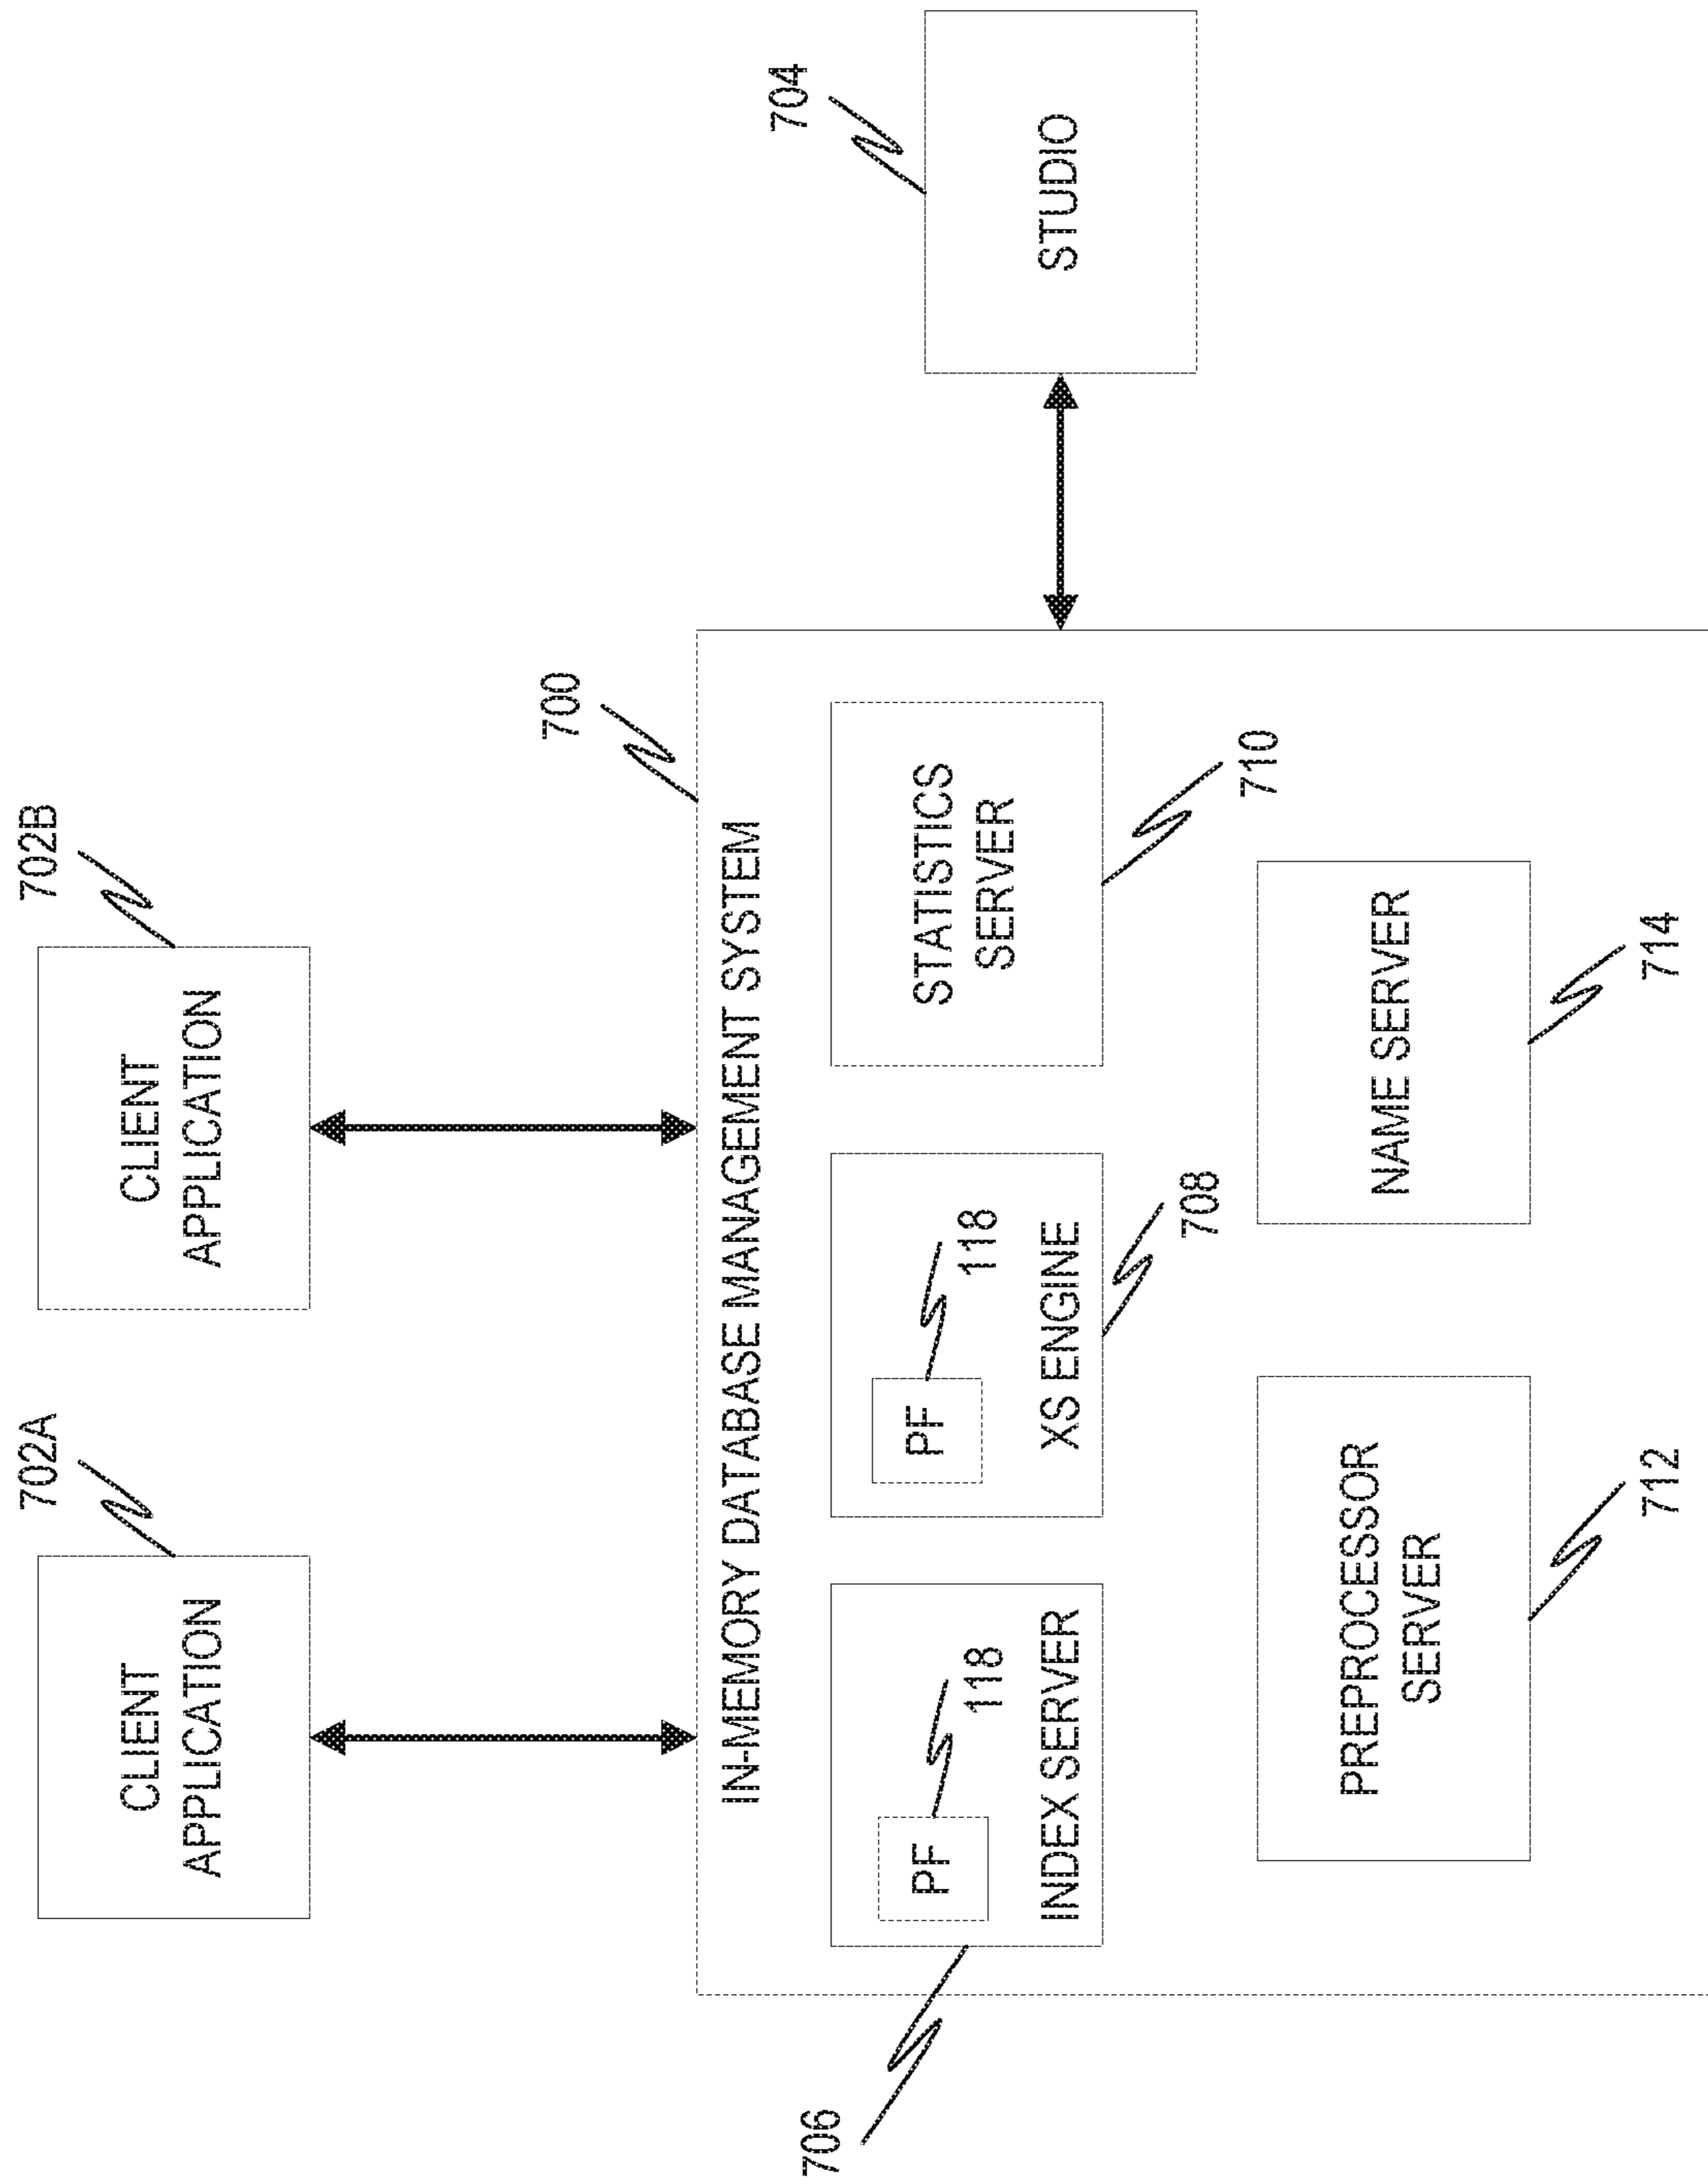 702A
702B
CLIENT
APPLICATION
CLIENT
APPLICATION
700
704
IN-MEMORY DATABASE MANAGEMENT SYSTEM
STUDIO
706
PF
118
INDEX SERVER
PF
118
XS ENGINE
708
STATISTICS
SERVER
710
PREPROCESSOR
SERVER
712
NAME SERVER
714